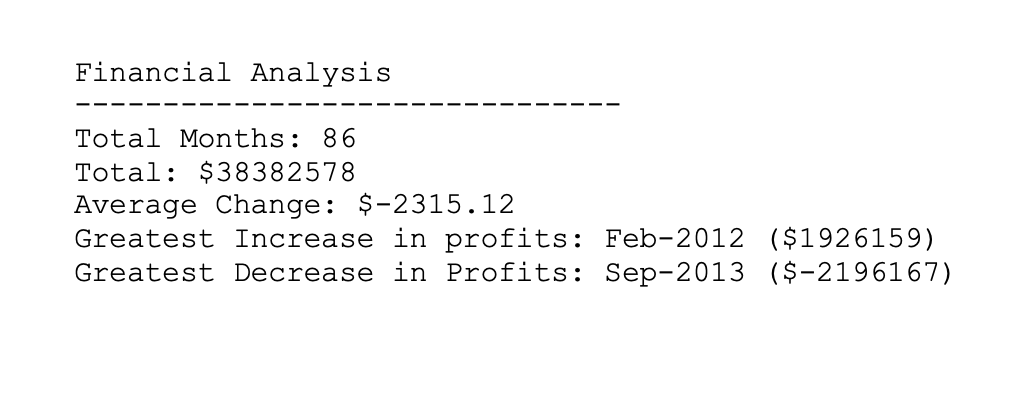 Financial Analysis
-------------------------------
Total Months: 86
Total: $38382578
Average Change: $-2315.12
Greatest Increase in profits: Feb-2012 ($1926159)
Greatest Decrease in Profits: Sep-2013 ($-2196167)